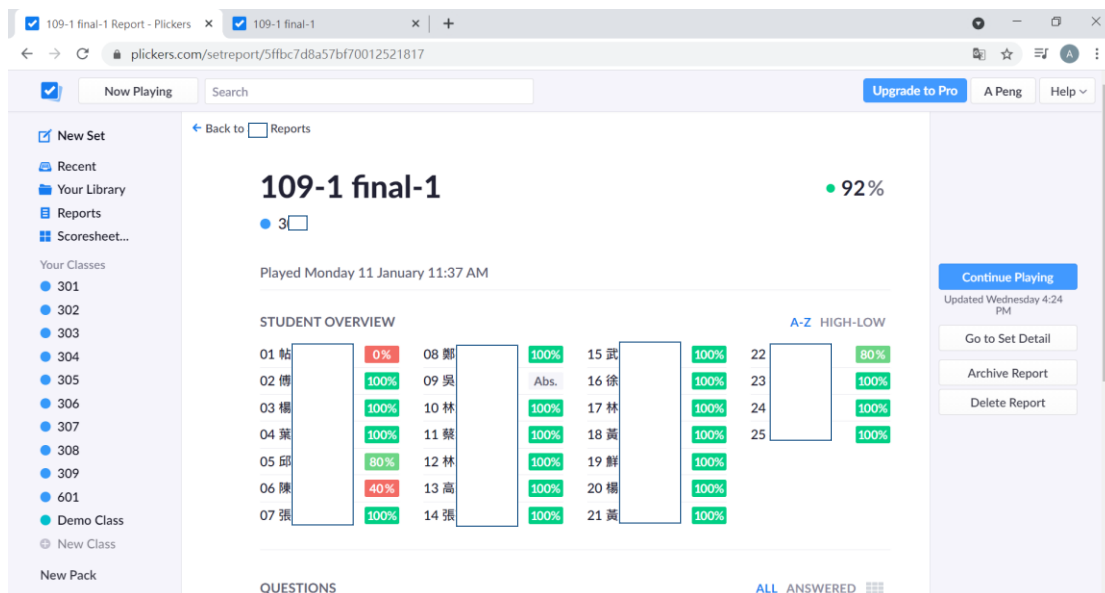 109-1 final-1 Report - Plickers
109-1 final-1
plickers.com/setreport/5ffbc7d8a57bf70012521817
A
Now Playing
Search
Upgrade to Pro
A Peng
Help
New Set
Recent
Your Library
Reports
Scoresheet...
Your Classes
301
302
303
304
305
306
307
308
309
601
Demo Class
New Class
New Pack
Back to Reports
109-1 final-1
92%
3
Played Monday 11 January 11:37 AM
STUDENT OVERVIEW
A-Z HIGH-LOW
01 帖 0%
02 傅 100%
03 楊 100%
04 葉 100%
05 邱 80%
06 陳 40%
07 張 100%
08 鄭 100%
09 吳 Abs.
10 林 100%
11 蔡 100%
12 林 100%
13 高 100%
14 張 100%
15 武 100%
16 徐 100%
17 林 100%
18 黃 100%
19 鮮 100%
20 楊 100%
21 黃 100%
22 80%
23 100%
24 100%
25 100%
QUESTIONS
ALL ANSWERED
Continue Playing
Updated Wednesday 4:24
PM
Go to Set Detail
Archive Report
Delete Report